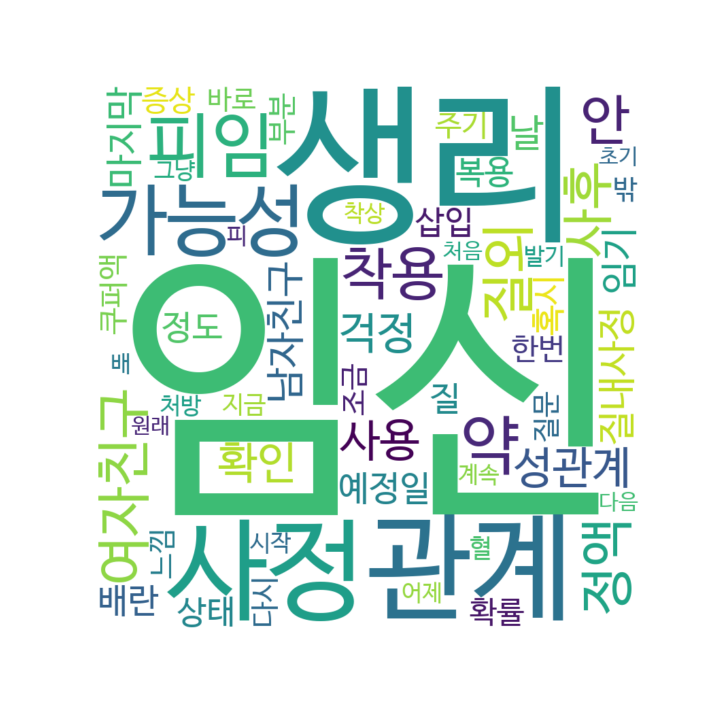 마지막
증상
바로
부분
그냥
피임
생리
주기
날
복용
안
초기
밖
사후
가능성
피
착상
삽입
처음
발기
질외
혹시
임기
쿠퍼액
정도
남자친구
걱정
착용
한번
질내사정
뜨
임신
처방
지금
조금
질
원래
여자친구
확인
사용
약
질문
성관계
예정일
계속
다음
느낌
시작
사정
관계
혈
정액
배란
상태
다시
어제
확률